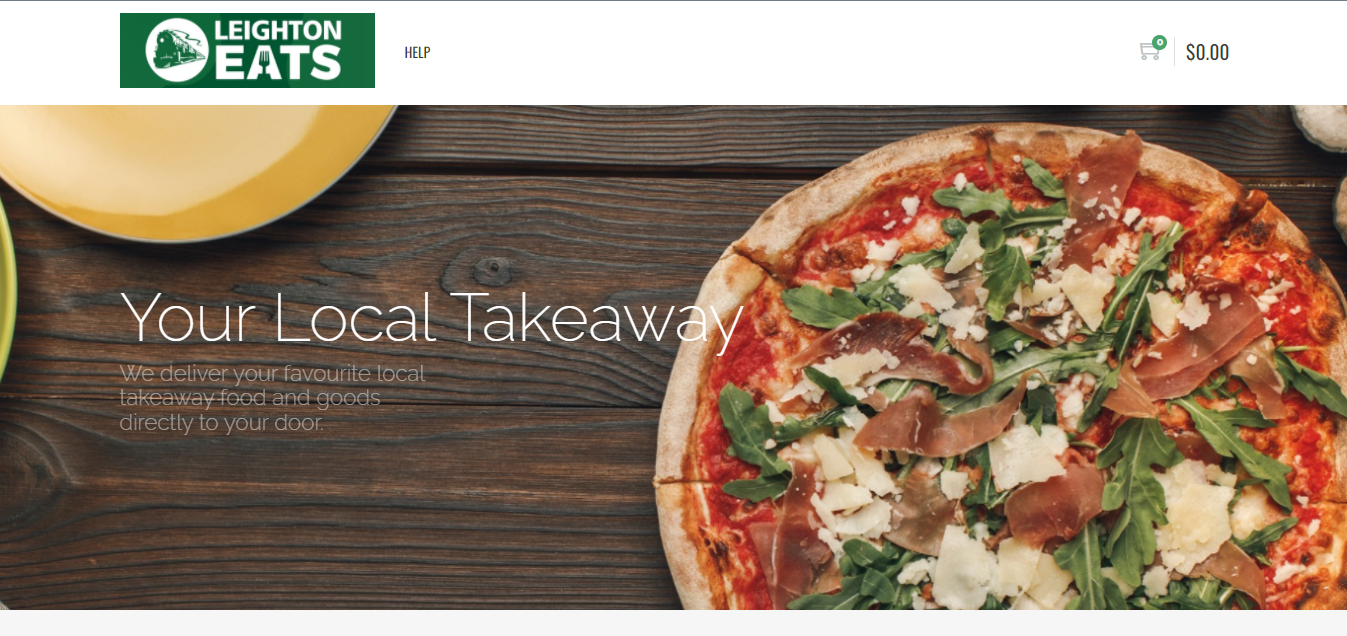 LEIGHTON
EATS
HELP
0
$0.00
Your Local Takeaway
We deliver your favourite local
takeaway food and goods
directly to your door.